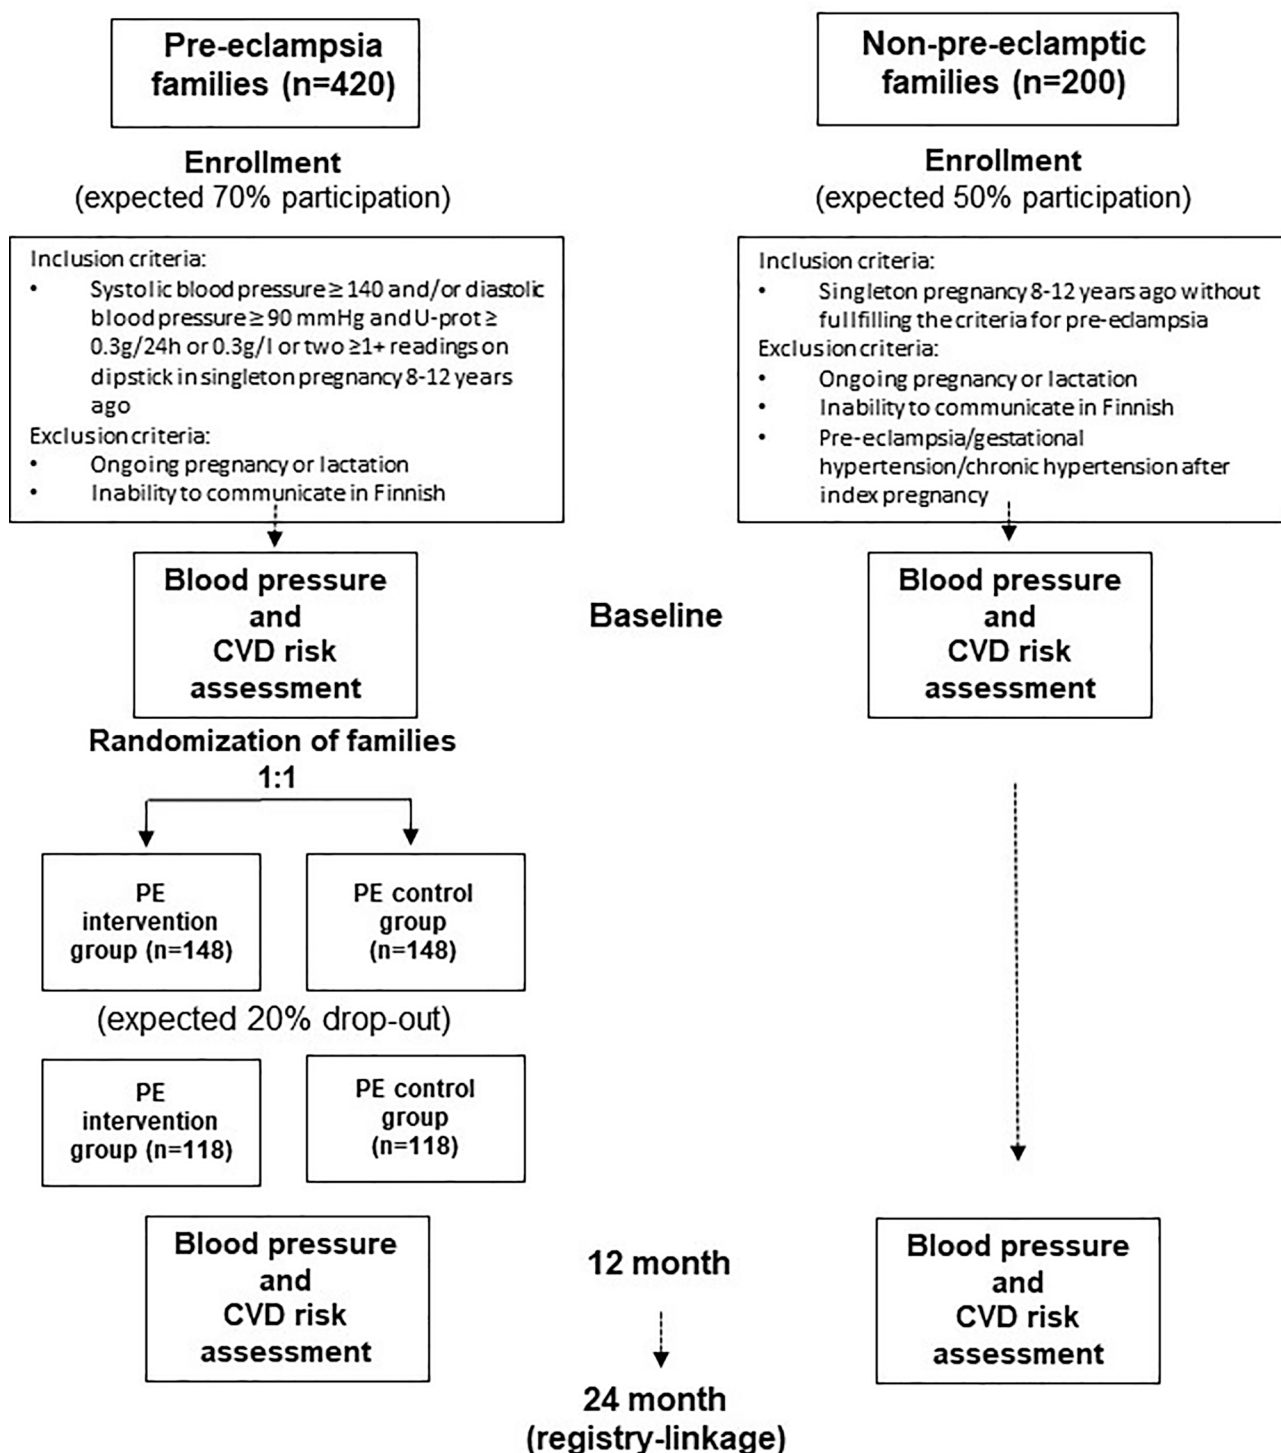 Pre-eclampsia
families (n=420)
Non-pre-eclamptic
families (n=200)
Enrollment
(expected 70% participation)
Enrollment
(expected 50% participation)
Inclusion criteria:
• Systolic blood pressure ≥ 140 and/or diastolic
blood pressure ≥ 90 mmHg and U-prot ≥
0.3g/24h or 0.3g/l or two ≥1+ readings on
dipstick in singleton pregnancy 8-12 years
ago
Exclusion criteria:
• Ongoing pregnancy or lactation
• Inability to communicate in Finnish
Inclusion criteria:
• Singleton pregnancy 8-12 years ago without
fullfilling the criteria for pre-eclampsia
Exclusion criteria:
• Ongoing pregnancy or lactation
• Inability to communicate in Finnish
• Pre-eclampsia/gestational
hypertension/chronic hypertension after
index pregnancy
Blood pressure
and
CVD risk
assessment
Baseline
Blood pressure
and
CVD risk
assessment
Randomization of families
1:1
PE
intervention
group (n=148)
PE control
group
(n=148)
(expected 20% drop-out)
PE
intervention
group (n=118)
PE control
group
(n=118)
Blood pressure
and
CVD risk
assessment
12 month
Blood pressure
and
CVD risk
assessment
24 month
(registry-linkage)